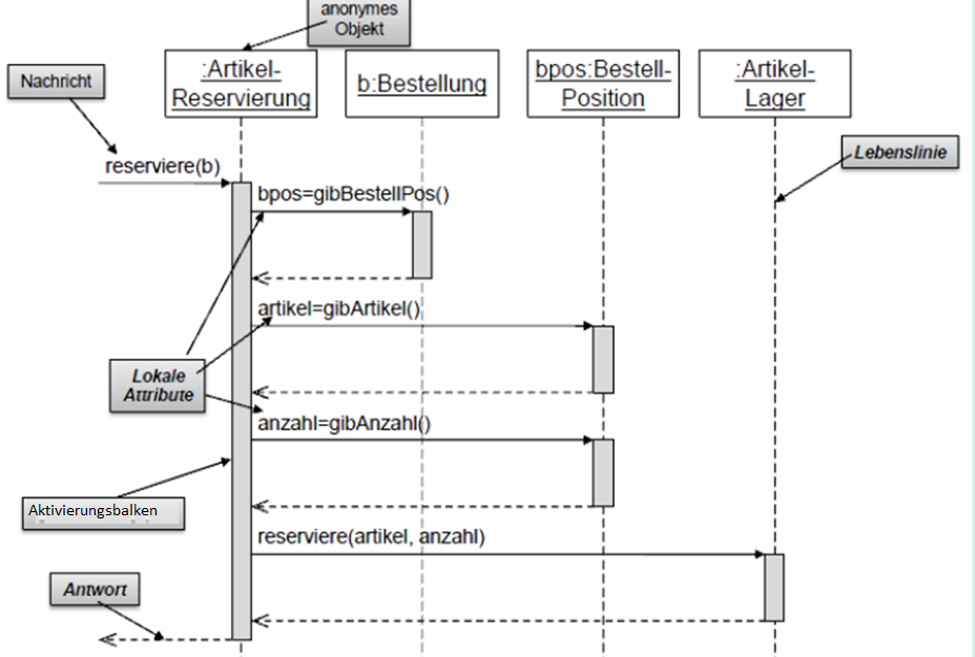 anonymes
Objekt
Nachricht
:Artikel-
Reservierung
b:Bestellung
bpos:Bestell-
Position
:Artikel-
Lager
Lebenslinie
reserviere(b)
bpos=gibBestellPos()
artikel=gibArtikel()
Lokale
Attribute
anzahl=gibAnzahl()
Aktivierungsbalken
reserviere(artikel, anzahl)
Antwort